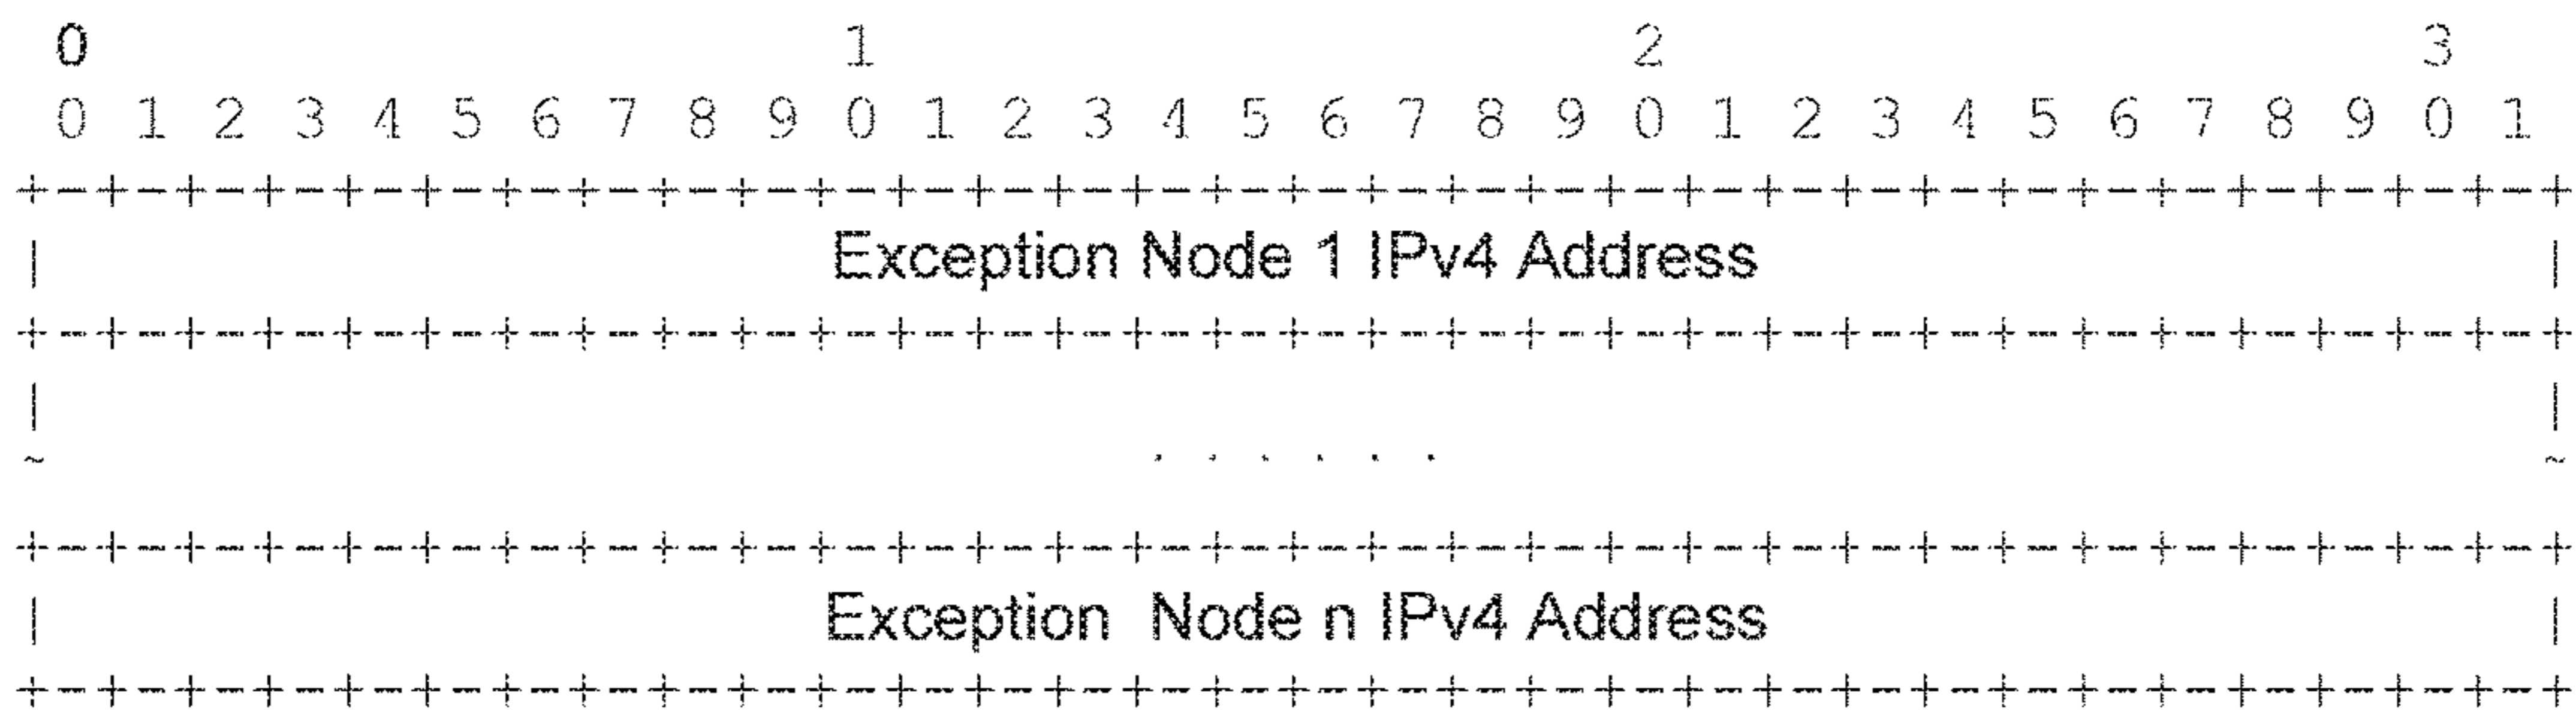 0                   1                   2                   3
0 1 2 3 4 5 6 7 8 9 0 1 2 3 4 5 6 7 8 9 0 1 2 3 4 5 6 7 8 9 0 1
+-+-+-+-+-+-+-+-+-+-+-+-+-+-+-+-+-+-+-+-+-+-+-+-+-+-+-+-+-+-+-+-+
| Exception Node 1 IPv4 Address |
+-+-+-+-+-+-+-+-+-+-+-+-+-+-+-+-+-+-+-+-+-+-+-+-+-+-+-+-+-+-+-+-+
| |
~ . . . . . . ~
+-+-+-+-+-+-+-+-+-+-+-+-+-+-+-+-+-+-+-+-+-+-+-+-+-+-+-+-+-+-+-+-+
| Exception  Node n IPv4 Address |
+-+-+-+-+-+-+-+-+-+-+-+-+-+-+-+-+-+-+-+-+-+-+-+-+-+-+-+-+-+-+-+-+